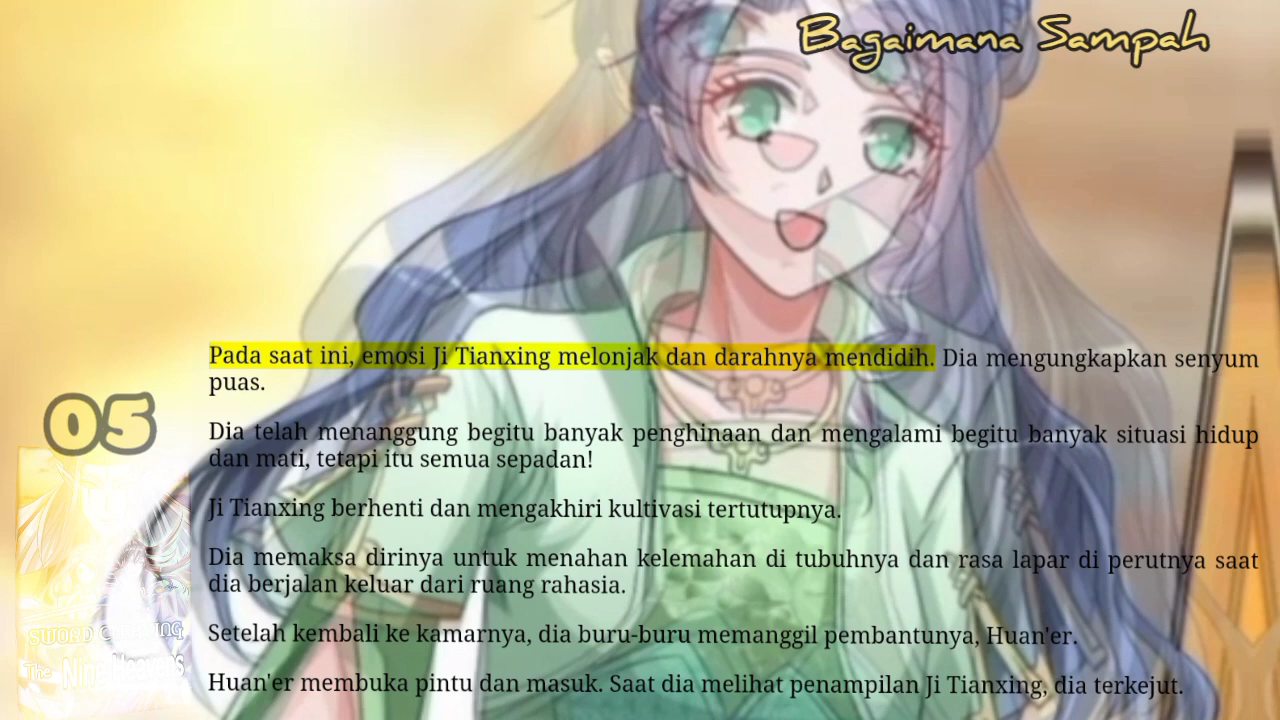 Bagaimana Sampah
Pada saat ini, emosi Ji Tianxing melonjak dan darahnya mendidih. Dia mengungkapkan senyum
puas.
Dia telah menanggung begitu banyak penghinaan dan mengalami begitu banyak situasi hidup
dan mati, tetapi itu semua sepadan!
Ji Tianxing berhenti dan mengakhiri kultivasi tertutupnya.
Dia memaksa dirinya untuk menahan kelemahan di tubuhnya dan rasa lapar di perutnya saat
dia berjalan keluar dari ruang rahasia.
Setelah kembali ke kamarnya, dia buru-buru memanggil pembantunya, Huan'er.
Huan'er membuka pintu dan masuk. Saat dia melihat penampilan Ji Tianxing, dia terkejut.
05
SWORD
The Nine Heavens